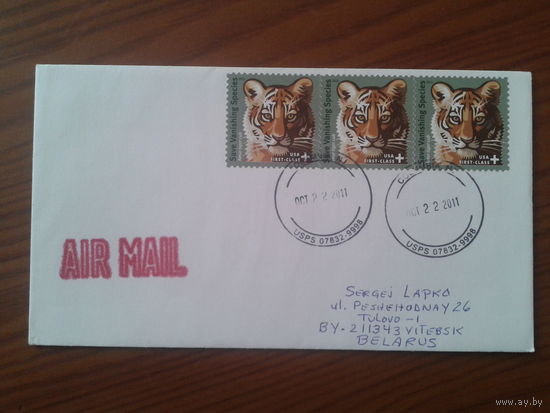 Save Vanishing Species
USA
FIRST-CLASS +
Save Vanishing Species
USA
FIRST-CLASS +
Save Vanishing Species
USA
FIRST-CLASS +
OCT 22 2011
USPS 07832-9998
OCT 22 2011
USPS 07832-9998
AIR MAIL
SERGEJ LAPKO
ul. PESHEHODNAY 26
TULOVO-1
BY-211343 VITEBSK
BELARUS
www.ay.by